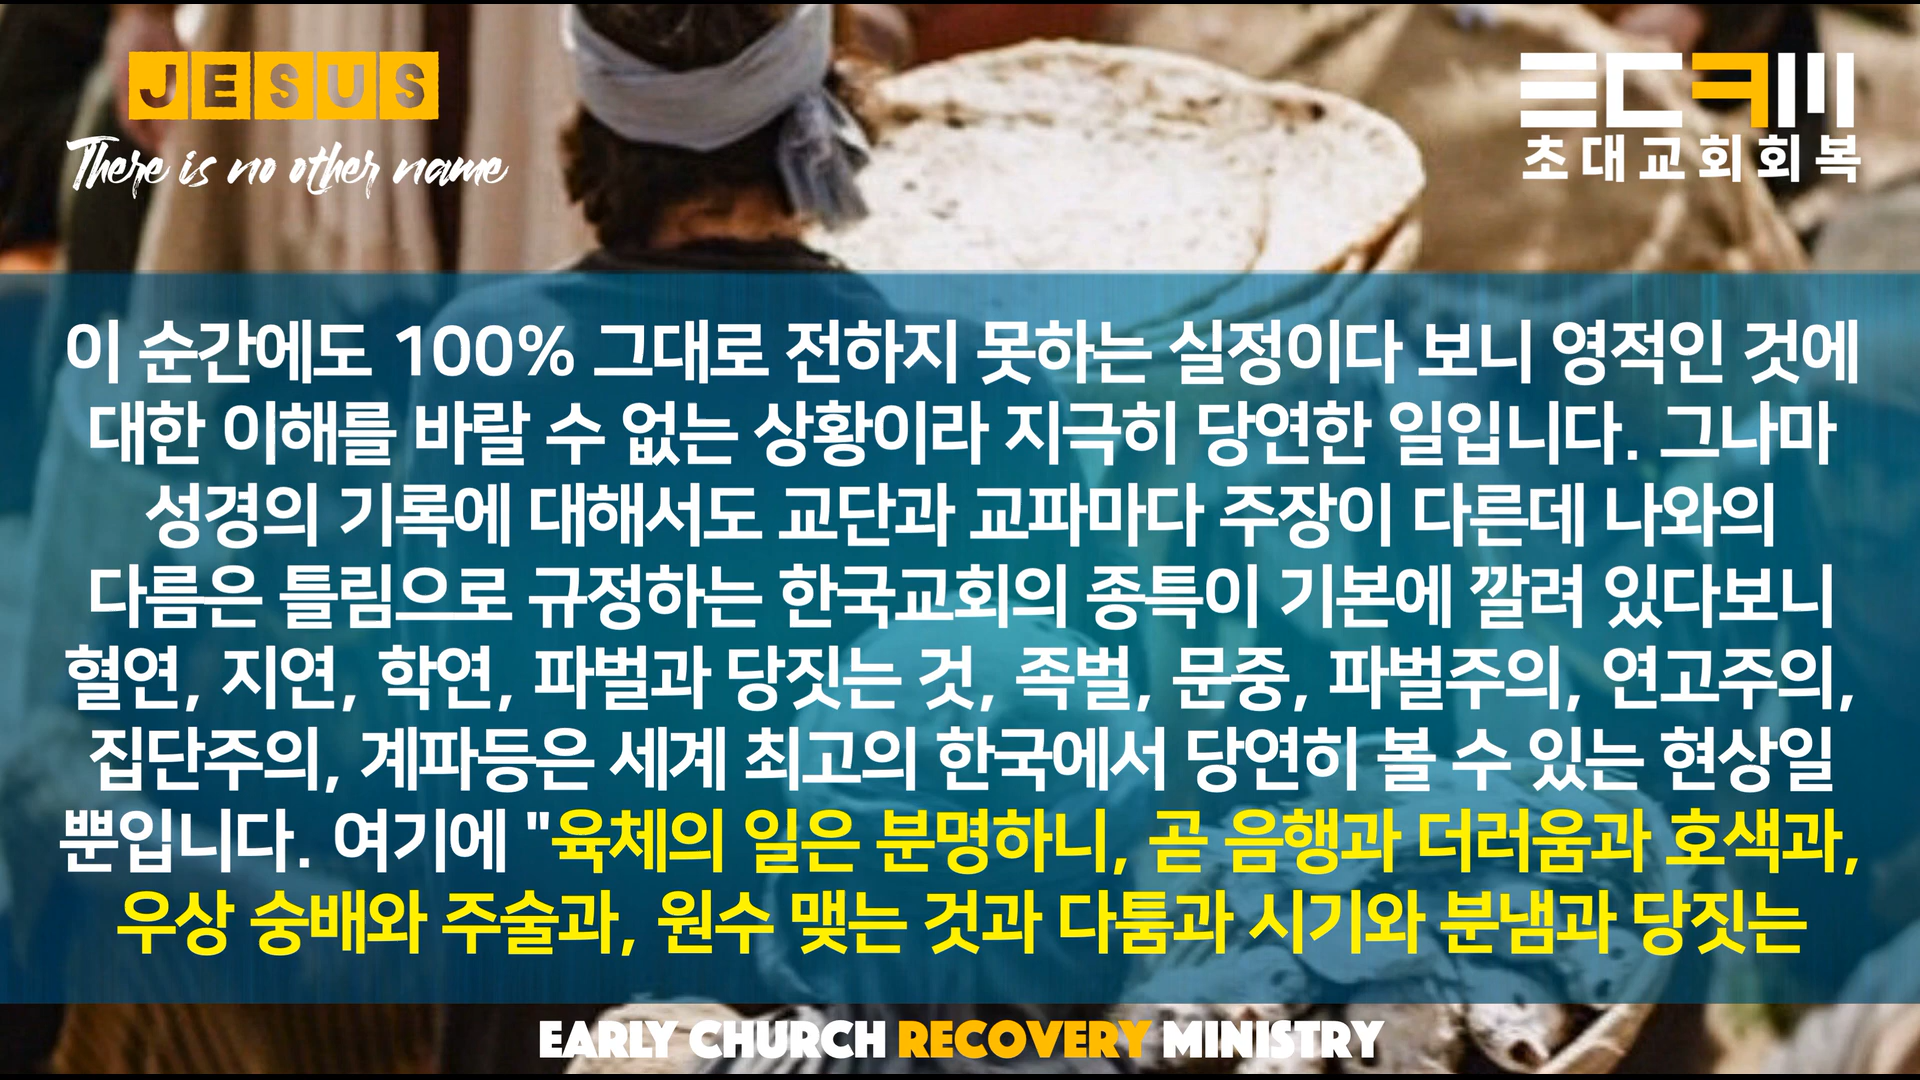 JESUS
There is no other name
초대교회회복
이 순간에도 100% 그대로 전하지 못하는 실정이다 보니 영적인 것에
대한 이해를 바랄 수 없는 상황이라 지극히 당연한 일입니다. 그나마
성경의 기록에 대해서도 교단과 교파마다 주장이 다른데 나와의
다름은 틀림으로 규정하는 한국교회의 종특이 기본에 깔려 있다보니
혈연, 지연, 학연, 파벌과 당짓는 것, 족벌, 문중, 파벌주의, 연고주의,
집단주의, 계파등은 세계 최고의 한국에서 당연히 볼 수 있는 현상일
뿐입니다. 여기에 "육체의 일은 분명하니, 곧 음행과 더러움과 호색과,
우상 숭배와 주술과, 원수 맺는 것과 다툼과 시기와 분냄과 당짓는
EARLY CHURCH RECOVERY MINISTRY